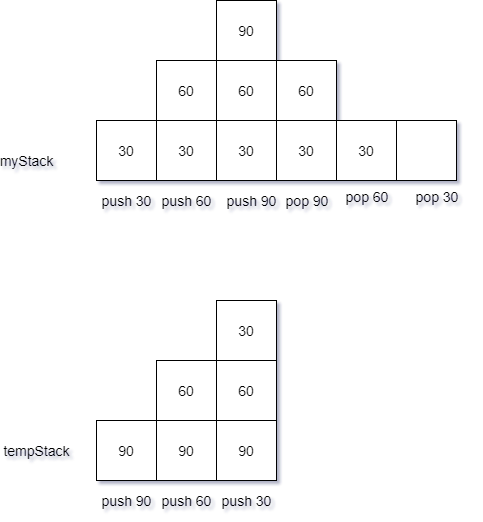 90
60 60 60
myStack 30 30 30 30 30
push 30 push 60 push 90 pop 90 pop 60 pop 30
30
60 60
tempStack 90 90 90
push 90 push 60 push 30